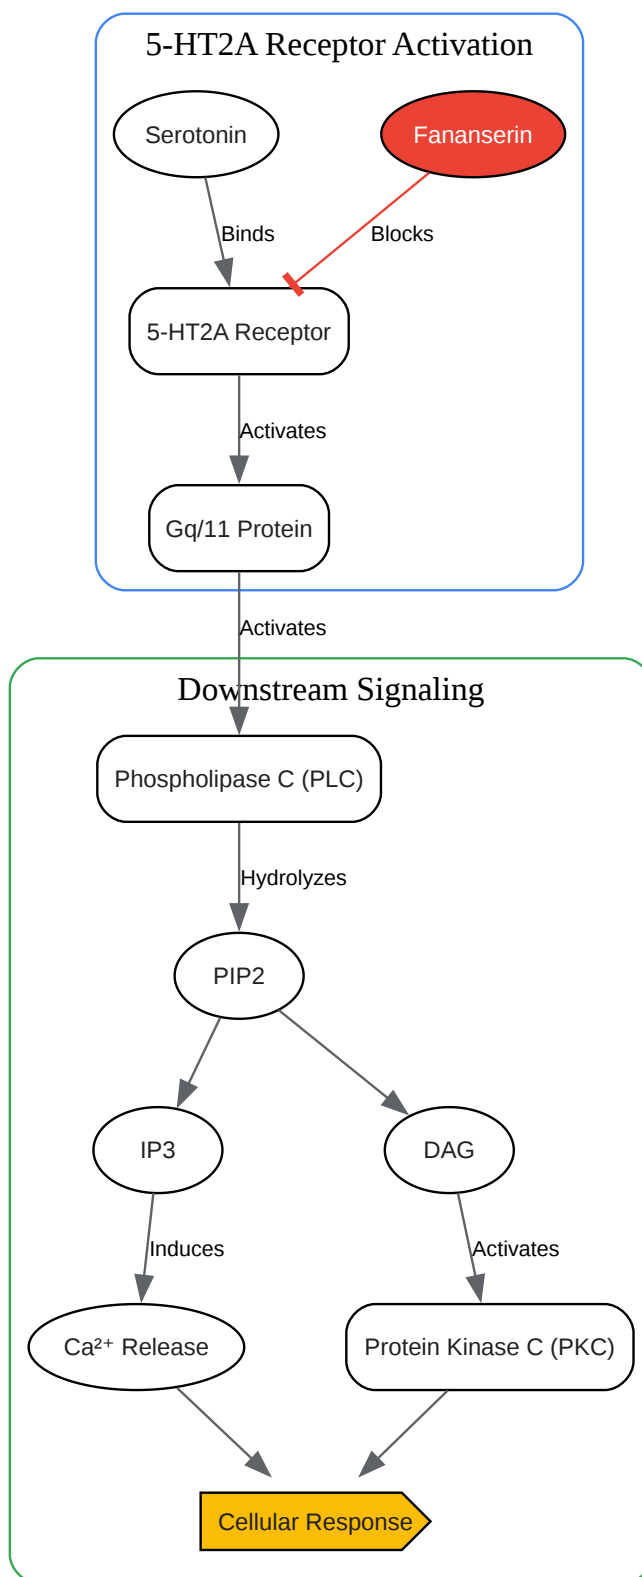 5-HT2A Receptor Activation
Serotonin
Fananserin
Binds
Blocks
5-HT2A Receptor
Activates
Gq/11 Protein
Activates
Downstream Signaling
Phospholipase C (PLC)
Hydrolyzes
PIP2
IP3
DAG
Induces
Activates
Ca²⁺ Release
Protein Kinase C (PKC)
Cellular Response